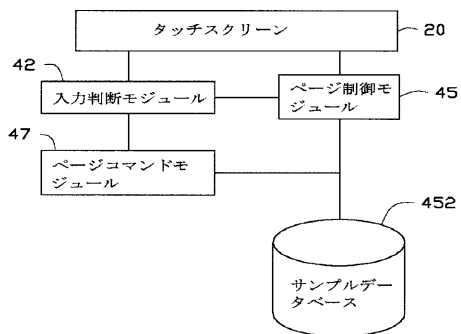 タッチスクリーン
20
42
入力判断モジュール
ページ制御モ
ジュール
45
47
ページコマンドモ
ジュール
452
サンプルデー
タベース